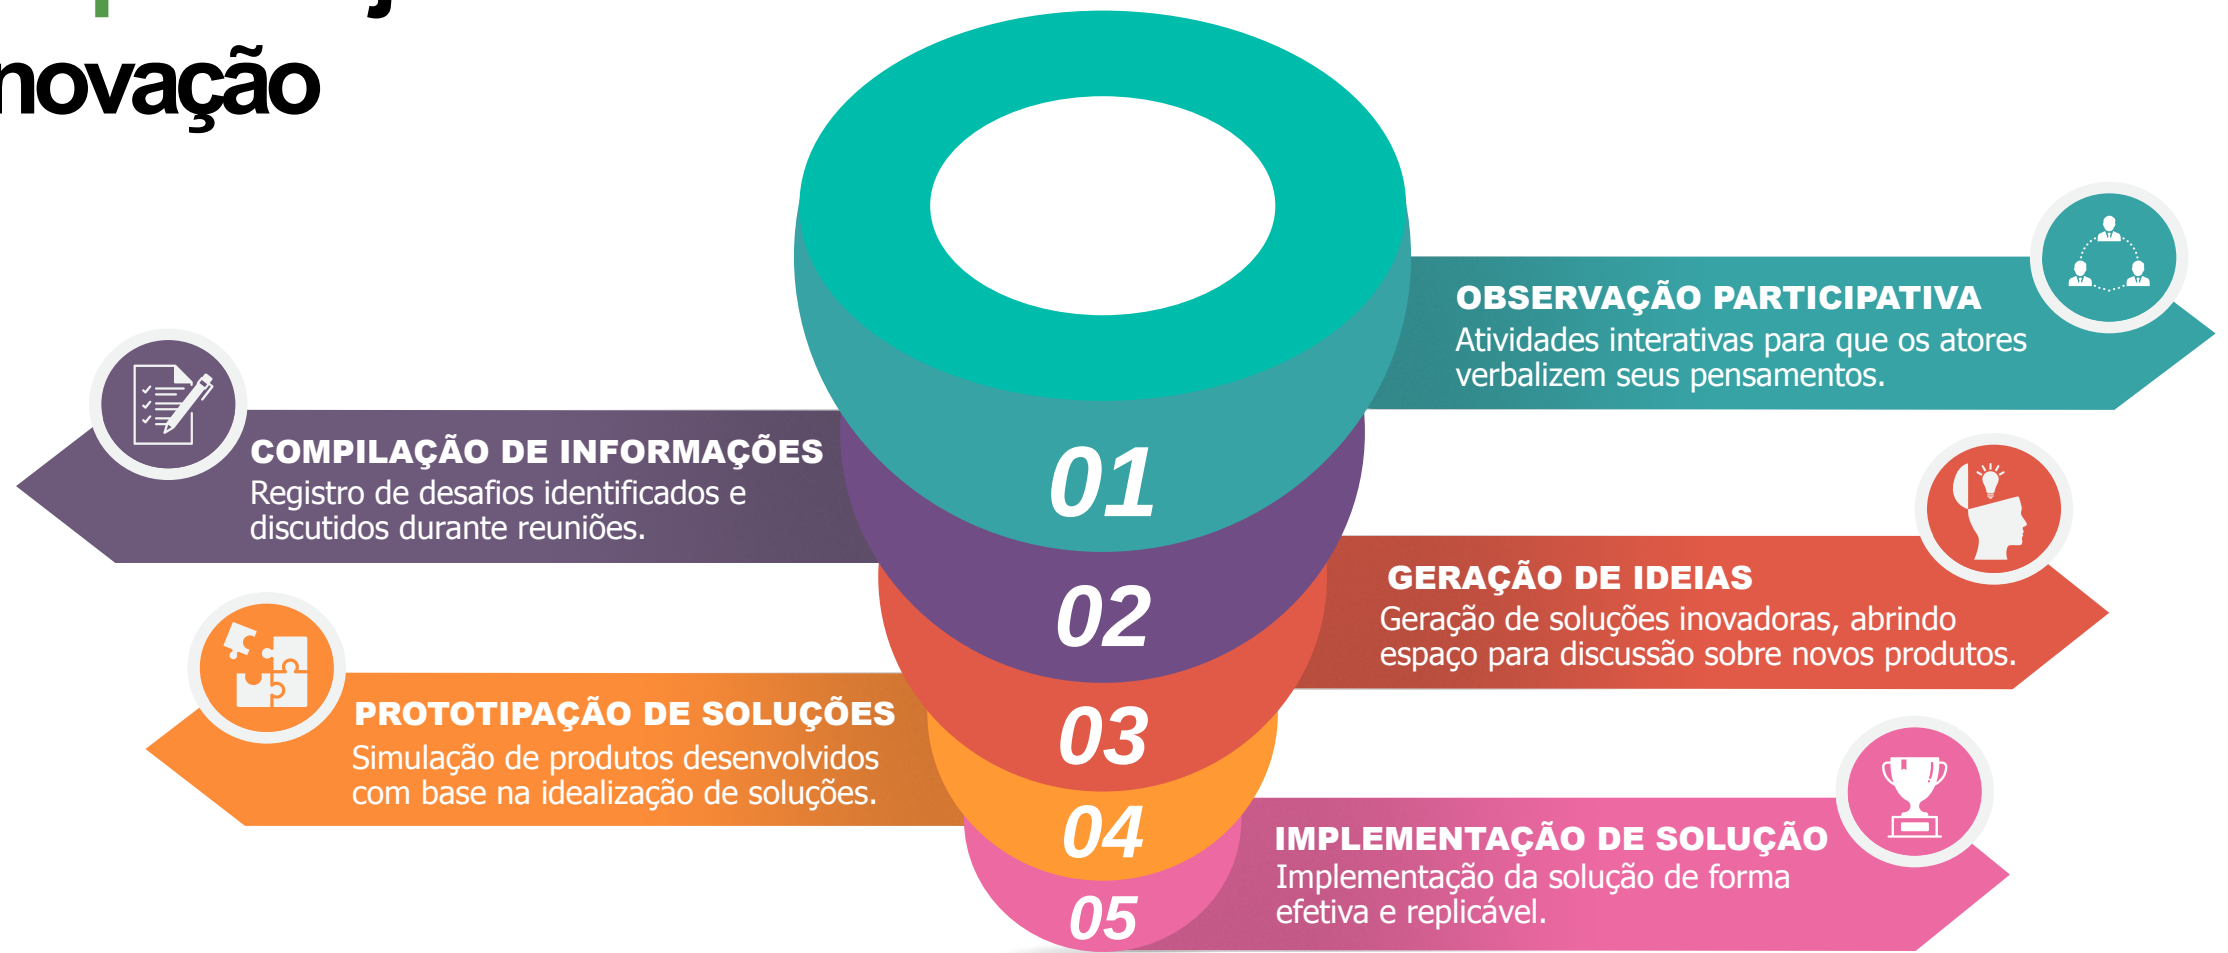 novação
01
OBSERVAÇÃO PARTICIPATIVA
Atividades interativas para que os atores
verbalizem seus pensamentos.
02
COMPILAÇÃO DE INFORMAÇÕES
Registro de desafios identificados e
discutidos durante reuniões.
03
GERAÇÃO DE IDEIAS
Geração de soluções inovadoras, abrindo
espaço para discussão sobre novos produtos.
04
PROTOTIPAÇÃO DE SOLUÇÕES
Simulação de produtos desenvolvidos
com base na idealização de soluções.
05
IMPLEMENTAÇÃO DE SOLUÇÃO
Implementação da solução de forma
efetiva e replicável.